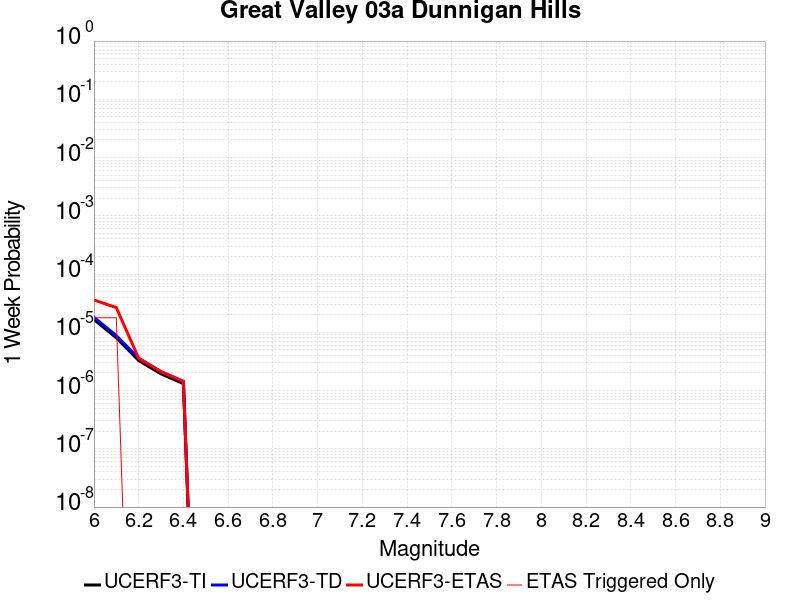 Great Valley 03a Dunnigan Hills
10^0
10^-1
10^-2
10^-3
10^-4
10^-5
10^-6
10^-7
10^-8
1 Week Probability
6 6.2 6.4 6.6 6.8 7 7.2 7.4 7.6 7.8 8 8.2 8.4 8.6 8.8 9
Magnitude
UCERF3-TI UCERF3-TD UCERF3-ETAS ETAS Triggered Only